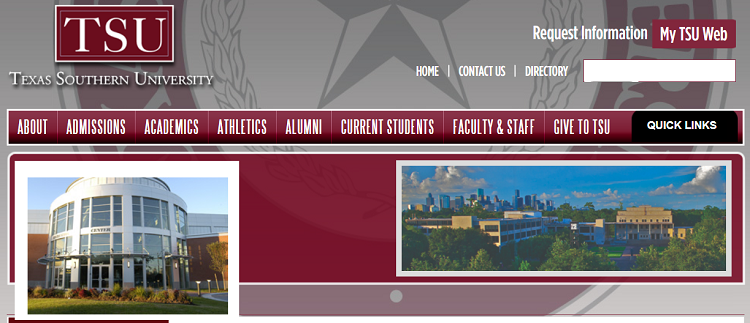 TSU
TEXAS SOUTHERN UNIVERSITY
Request Information My TSU Web
HOME | CONTACT US | DIRECTORY
ABOUT ADMISSIONS ACADEMICS ATHLETICS ALUMNI CURRENT STUDENTS FACULTY & STAFF GIVE TO TSU QUICK LINKS
CENTER